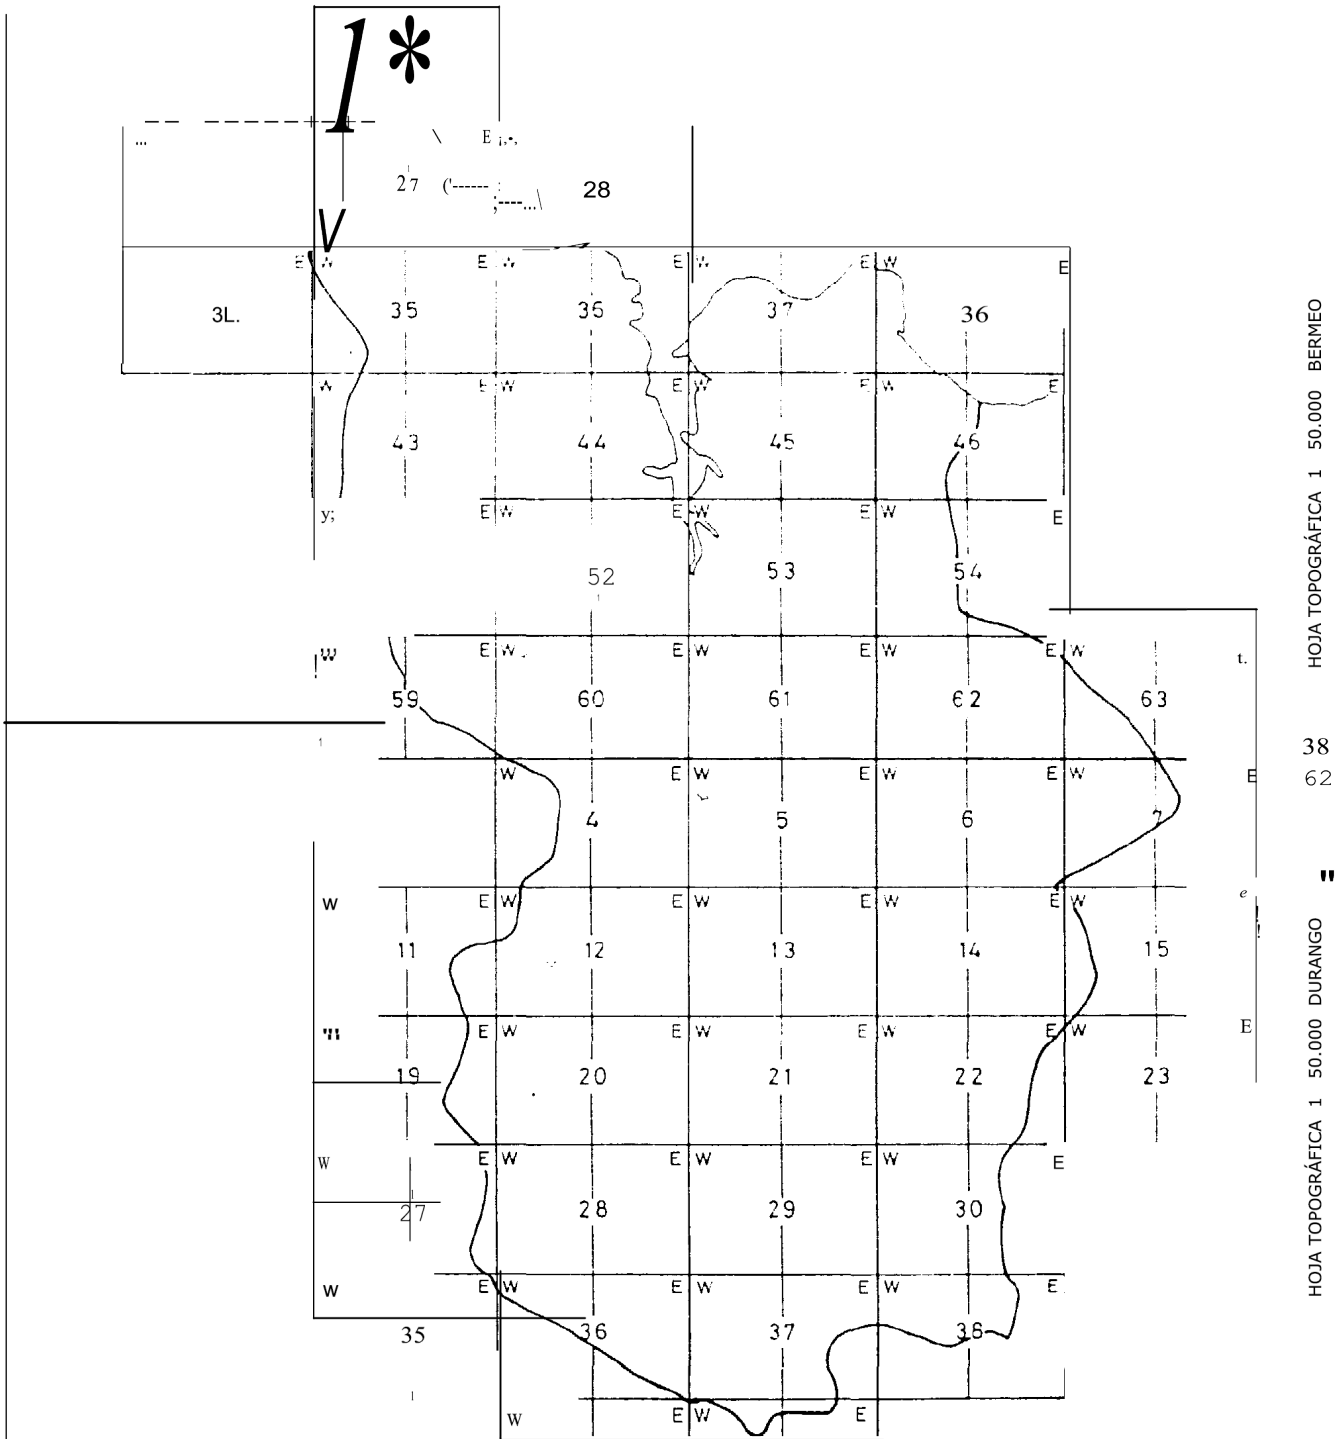 1*
... \ E
27 28
V
E W E W E W E W E
3L. 35 36 37 36
W E W E W E W E
43 44 45 46
y; E W E W E W E
52 53 54
W E W E W E W E W t.
59 60 61 62 63
W E W E W E W E
4 5 6 7
W E W E W E W E W e
11 12 13 14 15
"" E W E W E W E W E
19 20 21 22 23
W E W E W E W E
27 28 29 30
W E W E W E W E
35 36 37 38
W E W E
HOJA TOPOGRÁFICA 1 50.000 BERMEO
38
62
"
HOJA TOPOGRÁFICA 1 50.000 DURANGO